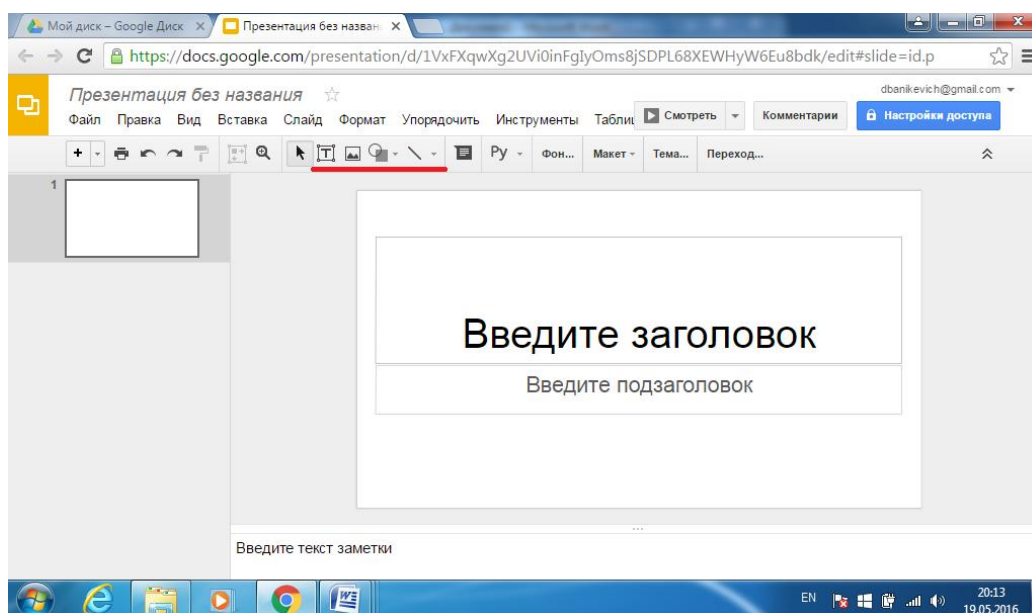 Мой диск – Google Диск
Презентация без назван
https://docs.google.com/presentation/d/1VxFXqwXg2UVi0inFgIyOms8jSDPL68XEWHyW6Eu8bdk/edit#slide=id.p
Презентация без названия
dbanikevich@gmail.com
Файл Правка Вид Вставка Слайд Формат Упорядочить Инструменты Таблиц Смотреть Комментарии Настройки доступа
Ру Фон... Макет Тема... Переход...
1
Введите заголовок
Введите подзаголовок
Введите текст заметки
EN 20:13
19.05.2016